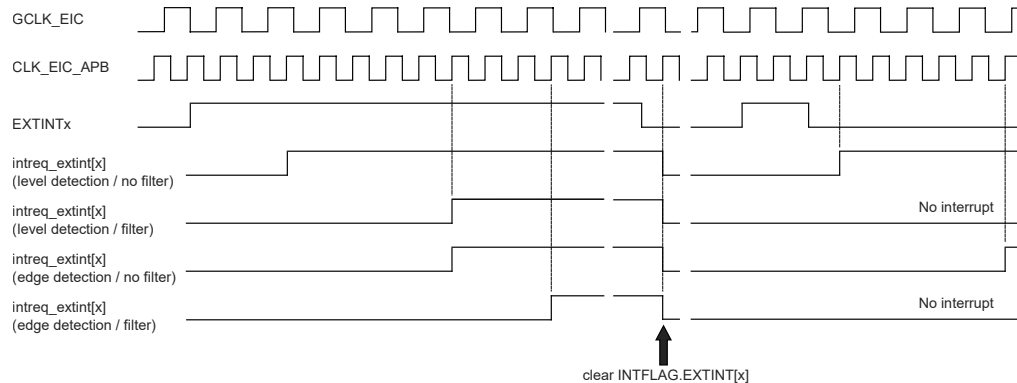 GCLK_EIC
CLK_EIC_APB
EXTINTx
intreq_extint[x]
(level detection / no filter)
intreq_extint[x]
(level detection / filter)
No interrupt
intreq_extint[x]
(edge detection / no filter)
intreq_extint[x]
(edge detection / filter)
No interrupt
clear INTFLAG.EXTINT[x]